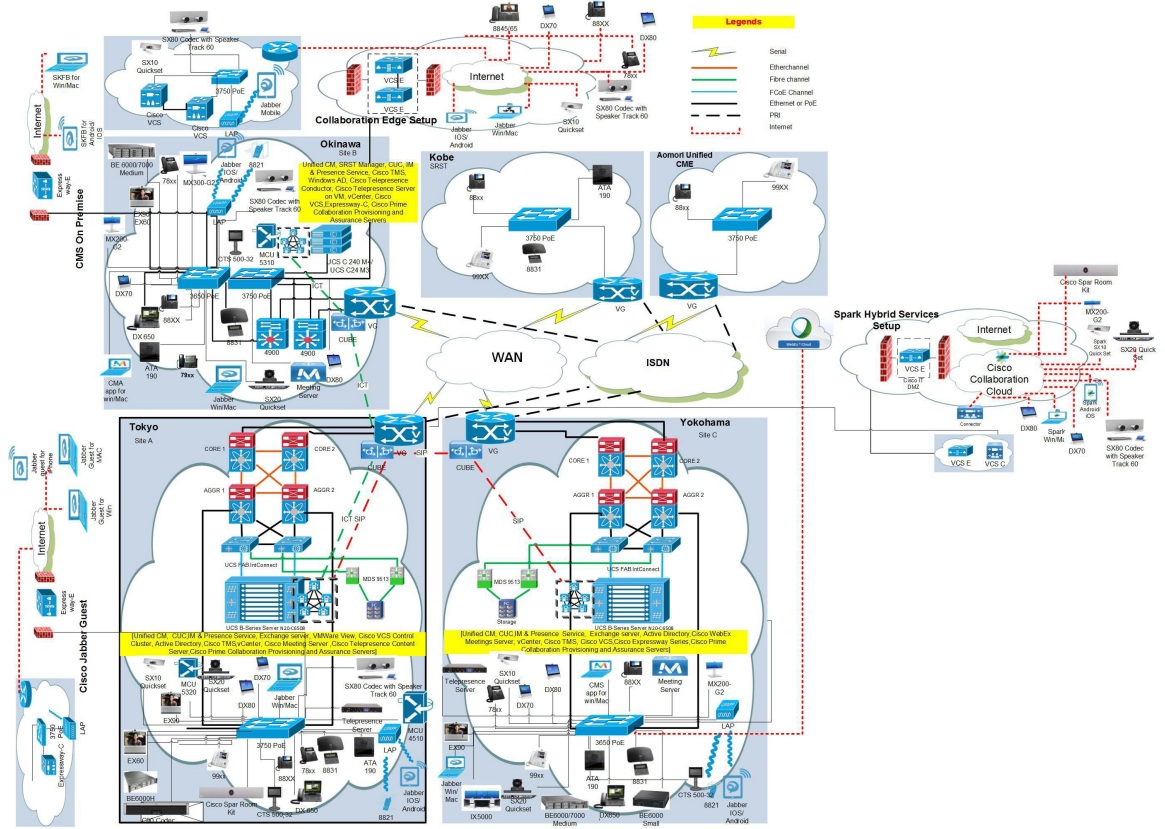 SX80 Codec with Speaker
Track 60
SX10
Quickset
SKFB for
Win/Mac
Internet
SKFB for
Android/
IOS
Express
way-E
CMS On Premise
Cisco
VCS
Cisco
VCS
3750 PoE
LAP
Jabber
Mobile
VCS E
VCS E
Collaboration Edge Setup
Internet
8845/65
DX70
88XX
DX80
78xx
SX80 Codec with
Speaker Track 60
SX10
Quickset
Jabber
IOS/
Android
Jabber
Win/Mac
Legends
Serial
Etherchannel
Fibre channel
FCoE Channel
Ethernet or PoE
PRI
Internet
Okinawa
Site B
BE 6000/7000
Medium
78xx
MX300-G2
Jabber
IOS/
Android
8821
EX90
EX60
LAP
SX80 Codec with
Speaker Track 60
Unified CM, SRST Manager, CUC, IM
& Presence Service, Cisco TMS,
Windows AD, Cisco Telepresence
Conductor, Cisco Telepresence Server
on VM, vCenter, Cisco
VCS,Expressway-C, Cisco Prime
Collaboration Provisioning and
Assurance Servers.
MX200-
G2
CTS 500-32
MCU
5310
UCS C 240 M4/
UCS C24 M3
ICT
DX70
3650 PoE
3750 PoE
DX 650
88XX
8831
4900
4900
VG
CUBE
CMA
app for
win/Mac
ATA
190
79xx
Jabber
Win/Mac
SX20
Quickset
Meeting
Server
DX80
ICT
Kobe
SRST
88xx
ATA
190
3750 PoE
99XX
8831
VG
Aomori Unified
CME
99XX
88xx
3750 PoE
VG
WAN
ISDN
Webex Cloud
Spark Hybrid Services
Setup
Cisco Spar Room
Kit
MX200-
G2
Internet
Spark
SX10
Quick Set
SX20 Quick
Set
VCS E
Cisco IT
DMZ
Cisco
Collaboration
Cloud
Connector
DX80
Spark
Win/Mac
Spark
Android/
iOS
DX70
SX80 Codec
with Speaker
Track 60
VCS E
VCS C
Tokyo
Site A
CORE 1
CORE 2
AGGR 1
AGGR 2
VG
SIP
CUBE
CUBE
VG
ICT
SIP
UCS FAB.IntConnect
MDS 9513
UCS B-Series Server N20-C6508
[Unified CM, CUC,IM & Presence Service, Exchange server, VMWare View, Cisco VCS Control
Cluster, Active Directory,Cisco TMS,vCenter, Cisco Meeting Server ,Cisco Telepresence Content
Server,Cisco Prime Collaboration Provisioning and Assurance Servers]
SX10
Quickset
MCU
5320
SX20
Quickset
DX70
DX80
Jabber
Win/Mac
SX80 Codec with Speaker
Track 60
EX90
Telepresence
Server
MCU
4510
EX60
3750 PoE
LAP
99xx
88XX
78xx
8831
ATA
190
Jabber
IOS/
Android
BE6000H
Cisco Spar Room
Kit
CTS 500-32
DX 650
8821
Yokohama
Site C
CORE 1
CORE 2
AGGR 1
AGGR 2
SIP
UCS FAB.IntConnect
MDS 9513
Storage
UCS B-Series Server N20-C6508
[Unified CM, CUC,IM & Presence Service, Exchange server, Active Directory,Cisco WebEx
Meetings Server, vCenter, Cisco TMS, Cisco VCS,Cisco Expressway Series,Cisco Prime
Collaboration Provisioning and Assurance Servers]
Telepresence
Server
SX10
Quickset
DX80
DX70
78xx
CMS
app for
win/Mac
88XX
Meeting
Server
MX200-
G2
EX90
3650 PoE
LAP
Jabber
Win/
Mac
99xx
ATA
190
8831
CTS 500-32
8821
Jabber
IOS/
Android
IX5000
SX20
Quickset
BE6000/7000
Medium
DX650
BE6000
Small
Jabber
guest for
Phone
Jabber
Guest for
MAC
Jabber
Guest for
Win
Internet
Express
way-E
Cisco Jabber Guest
3750
PoE
LAP
Expressway-C